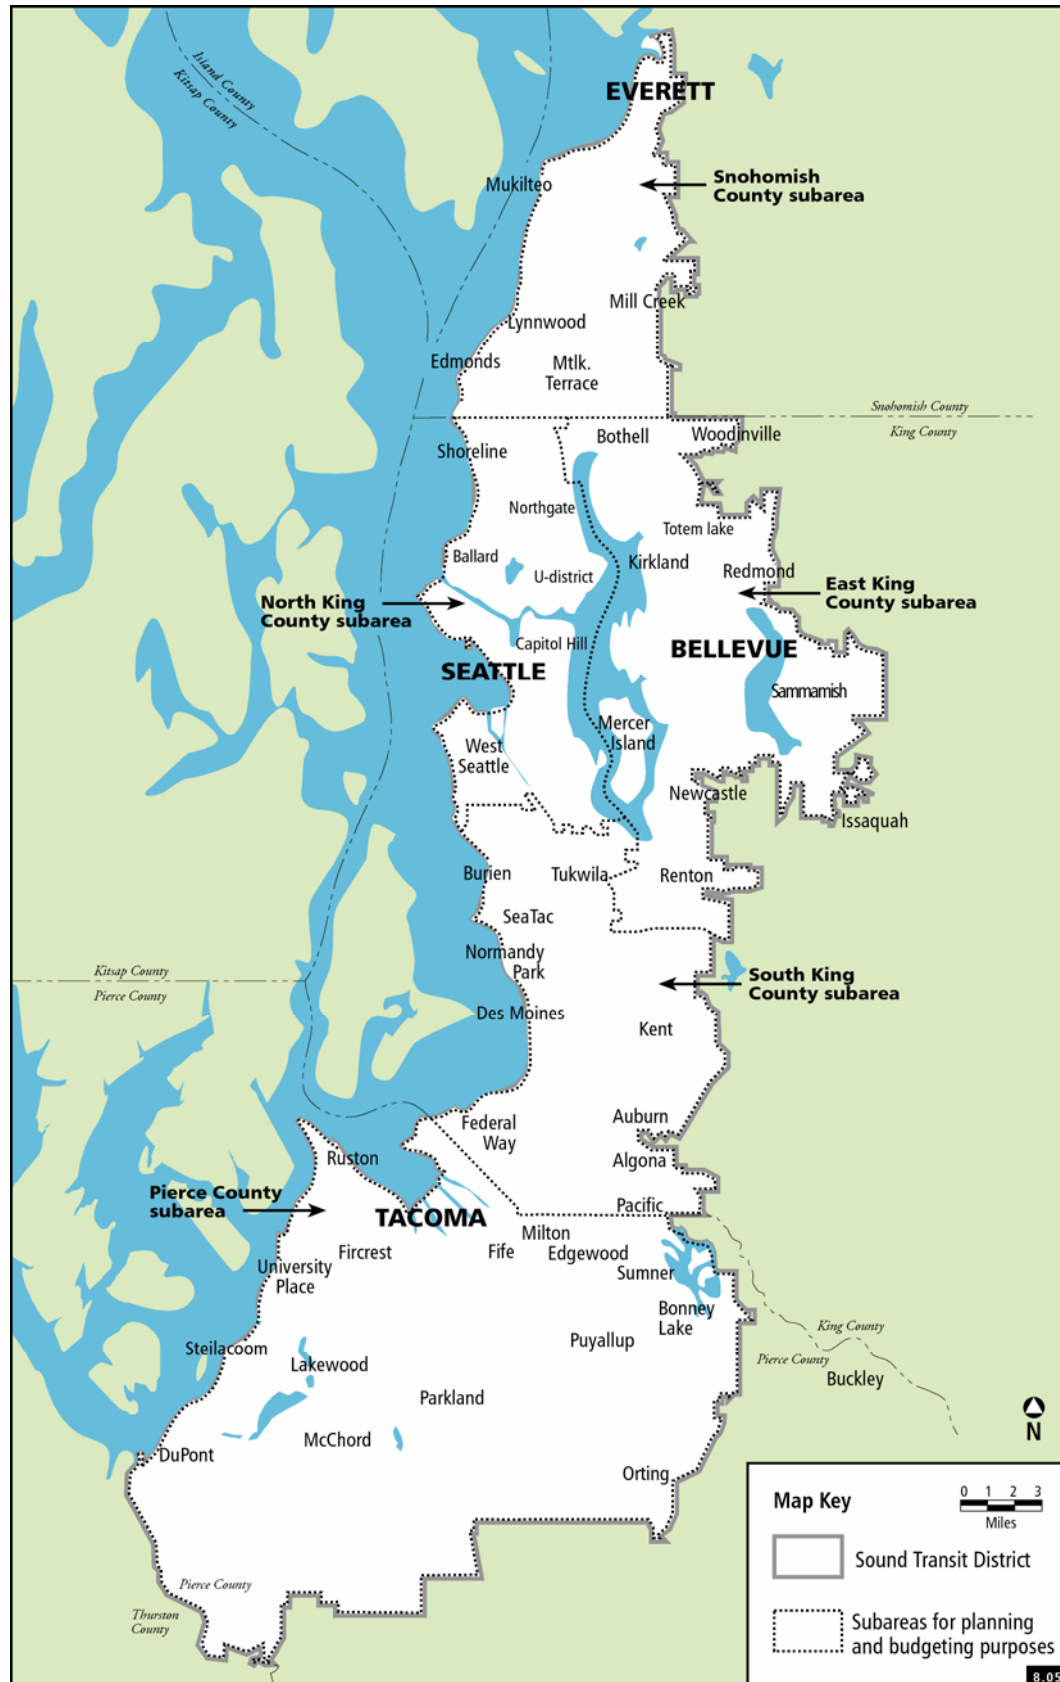 Island County
Kitsap County
EVERETT
Mukilteo
Snohomish
County subarea
Mill Creek
Lynnwood
Edmonds
Mtlk.
Terrace
Snohomish County
King County
Bothell
Woodinville
Shoreline
Northgate
Totem lake
Ballard
U-district
Kirkland
Redmond
East King
County subarea
North King
County subarea
Capitol Hill
BELLEVUE
SEATTLE
Sammamish
Mercer
Island
West
Seattle
Newcastle
Issaquah
Burien
Tukwila
Renton
SeaTac
Normandy
Park
Kitsap County
Pierce County
South King
County subarea
Des Moines
Kent
Federal
Way
Auburn
Ruston
Algona
Pierce County
subarea
Pacific
TACOMA
Milton
Fircrest
Fife
Edgewood
University
Place
Sumner
Bonney
Lake
King County
Pierce County
Puyallup
Steilacoom
Lakewood
Buckley
Parkland
N
McChord
DuPont
Orting
Map Key
0 1 2 3
Miles
Sound Transit District
Pierce County
Thurston
County
Subareas for planning
and budgeting purposes
8.05